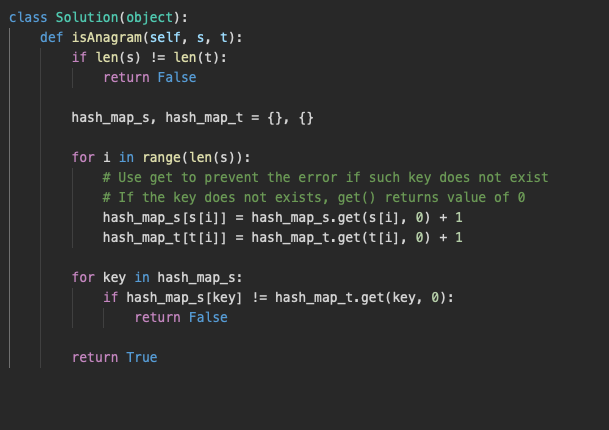 class Solution(object):
    def isAnagram(self, s, t):
        if len(s) != len(t):
            return False

        hash_map_s, hash_map_t = {}, {}

        for i in range(len(s)):
            # Use get to prevent the error if such key does not exist
            # If the key does not exists, get() returns value of 0
            hash_map_s[s[i]] = hash_map_s.get(s[i], 0) + 1
            hash_map_t[t[i]] = hash_map_t.get(t[i], 0) + 1

        for key in hash_map_s:
            if hash_map_s[key] != hash_map_t.get(key, 0):
                return False

        return True